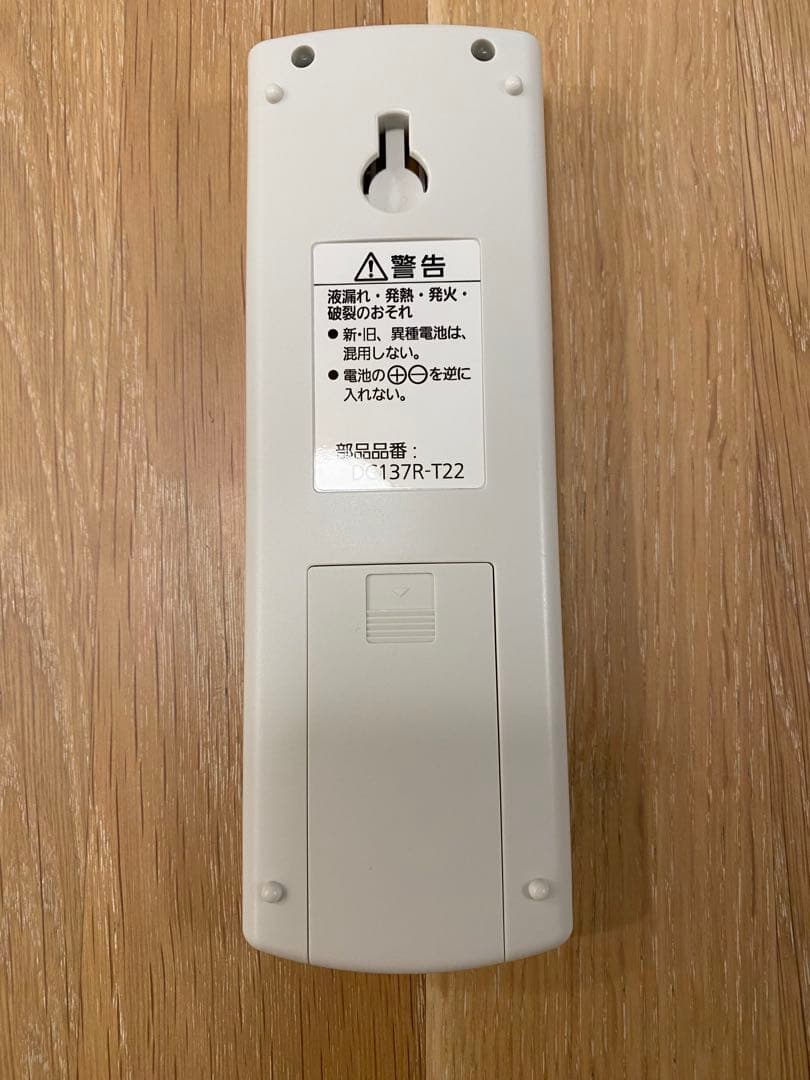 警告
液漏れ・発熱・発火・
破裂のおそれ
● 新・旧、異種電池は、
混用しない。
● 電池の⊕⊖を逆に
入れない。
部品品番:
DC137R-T22